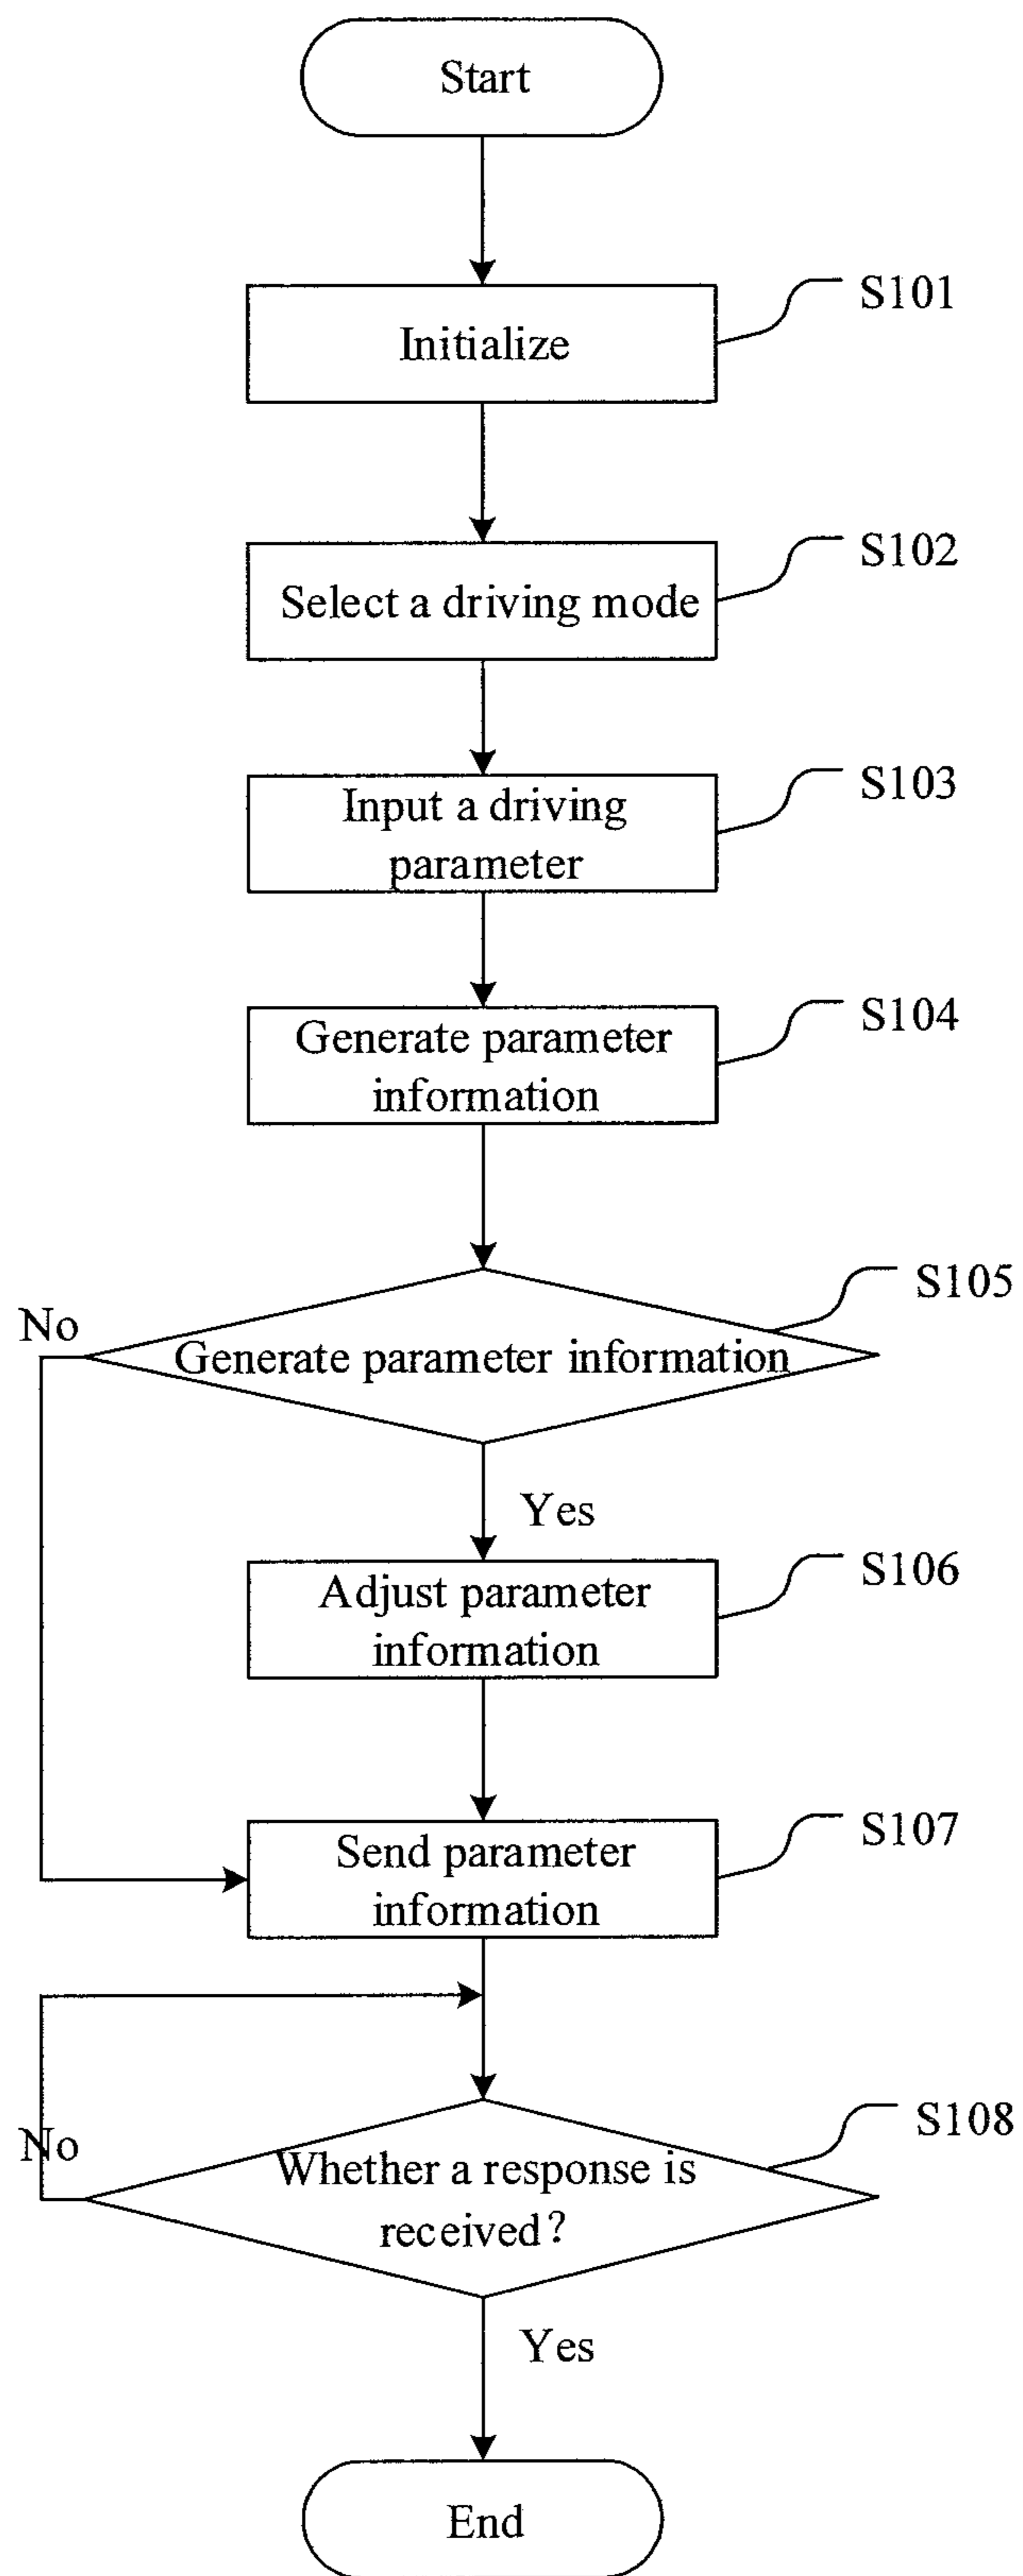 Start
Initialize
S101
Select a driving mode
S102
Input a driving
parameter
S103
Generate parameter
information
S104
Generate parameter information
S105
No
Yes
Adjust parameter
information
S106
Send parameter
information
S107
Whether a response is
received?
S108
No
Yes
End